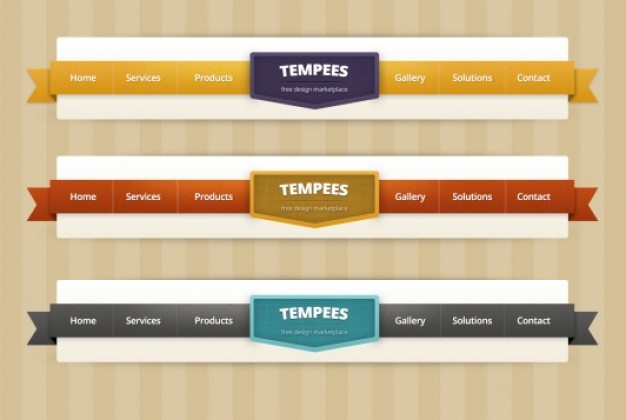 Home Services Products TEMPEES Gallery Solutions Contact
free design marketplace
Home Services Products TEMPEES Gallery Solutions Contact
free design marketplace
Home Services Products TEMPEES Gallery Solutions Contact
free design marketplace